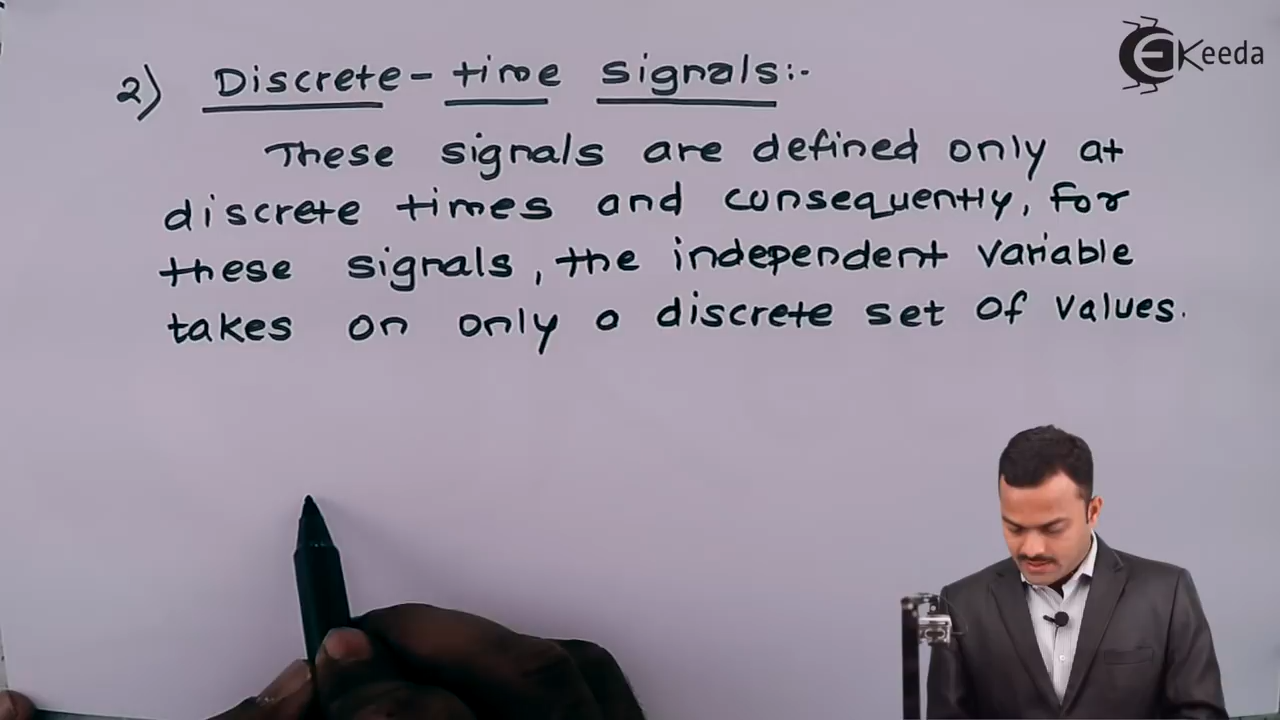 2) Discrete-time signals:-
These signals are defined only at
discrete times and consequently, for
these signals, the independent variable
takes on only a discrete set of values.
EKeeda